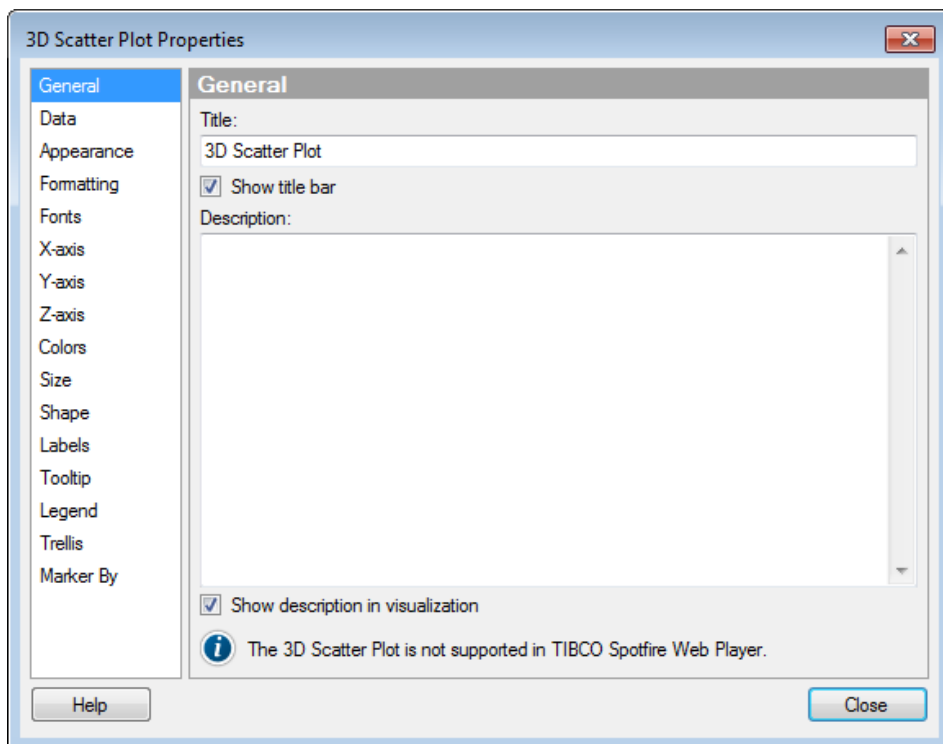 3D Scatter Plot Properties
General
Data
Appearance
Formatting
Fonts
X-axis
Y-axis
Z-axis
Colors
Size
Shape
Labels
Tooltip
Legend
Trellis
Marker By
General
Title:
3D Scatter Plot
Show title bar
Description:
Show description in visualization
The 3D Scatter Plot is not supported in TIBCO Spotfire Web Player.
Help
Close